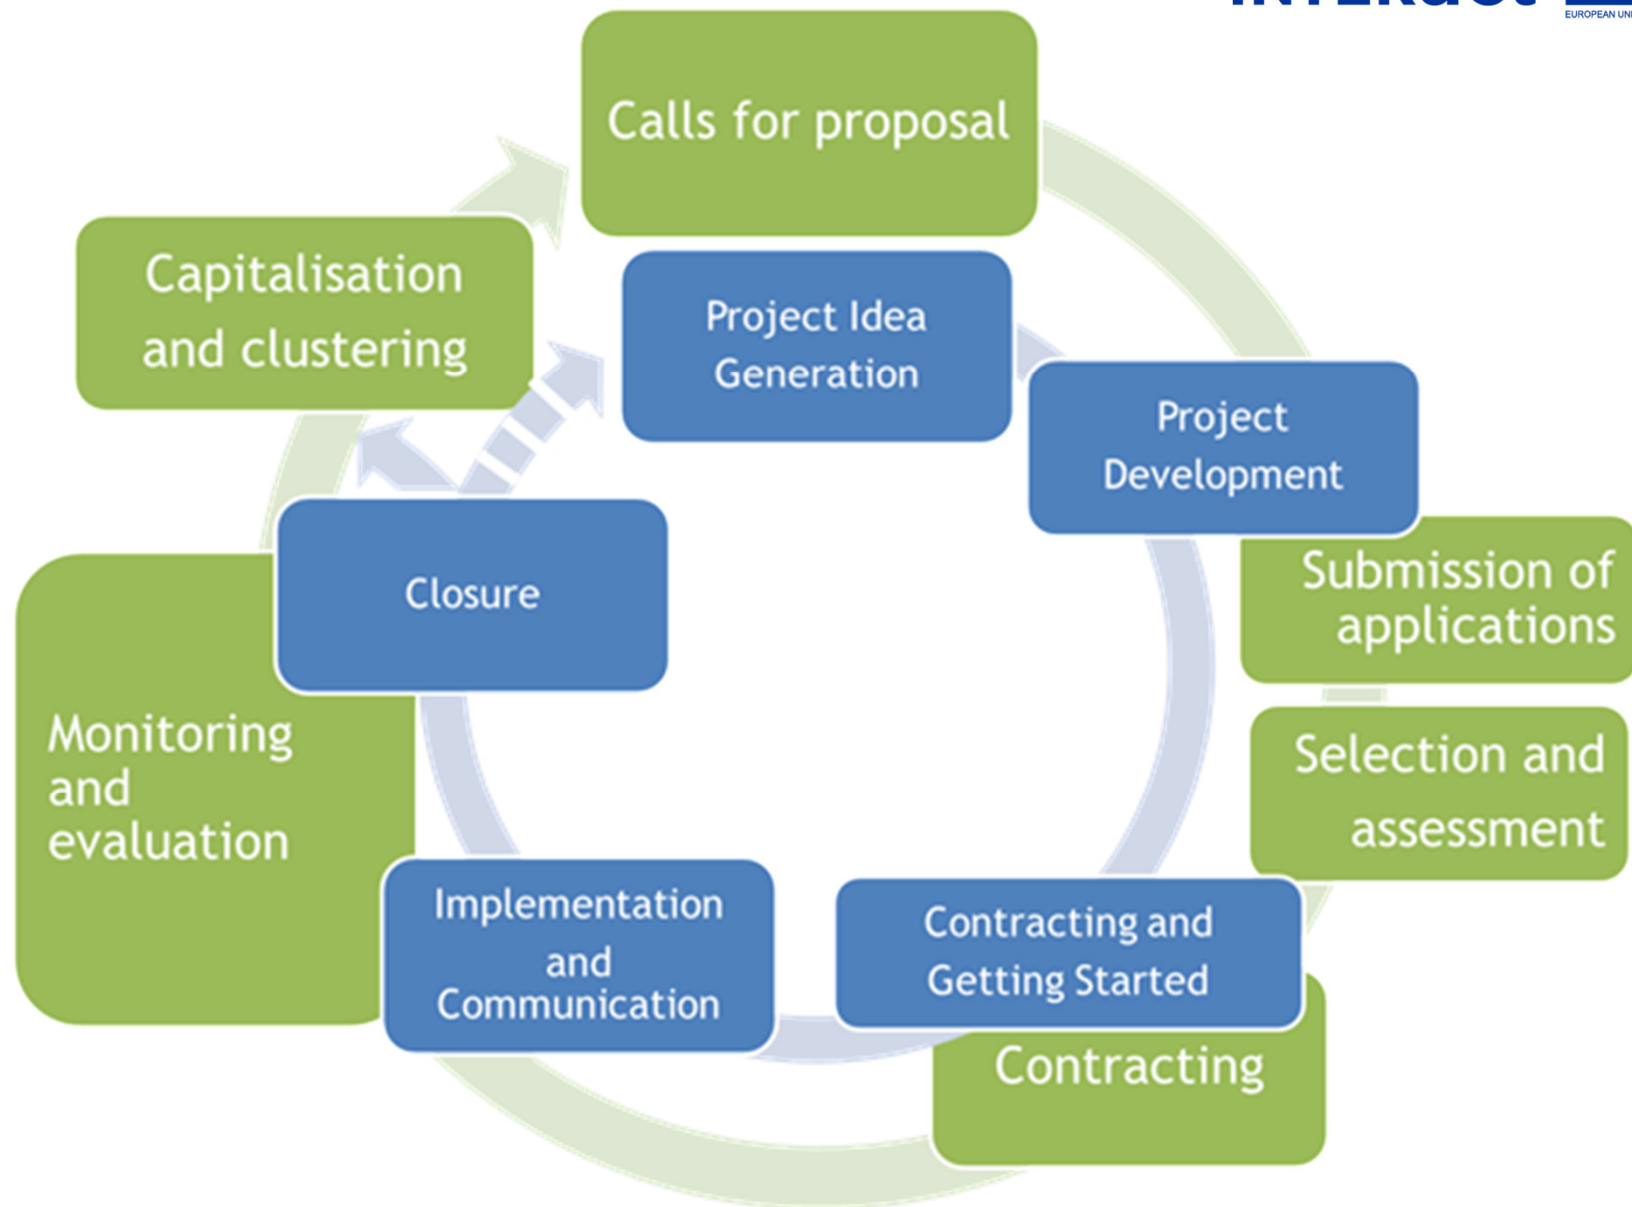 EUROPEAN UN
Calls for proposal
Capitalisation
and clustering
Project Idea
Generation
Project
Development
Submission of
applications
Closure
Monitoring
and
evaluation
Selection and
assessment
Implementation
and
Communication
Contracting and
Getting Started
Contracting